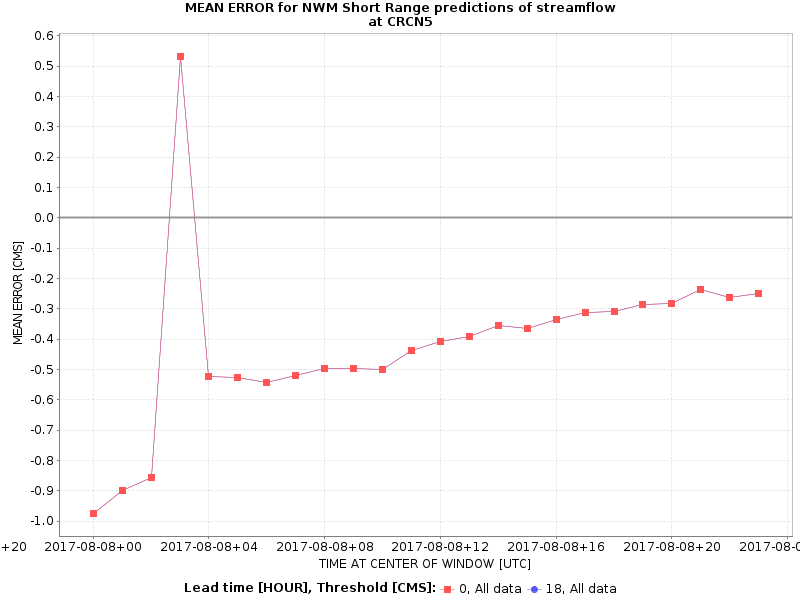 MEAN ERROR for NWM Short Range predictions of streamflow
at CRCN5
0.6
0.5
0.4
0.3
0.2
0.1
0.0
-0.1
-0.2
-0.3
-0.4
-0.5
-0.6
-0.7
-0.8
-0.9
-1.0
MEAN ERROR [CMS]
+20 2017-08-08+00 2017-08-08+04 2017-08-08+08 2017-08-08+12 2017-08-08+16 2017-08-08+20 2017-08-0
TIME AT CENTER OF WINDOW [UTC]
Lead time [HOUR], Threshold [CMS]: 0, All data 18, All data